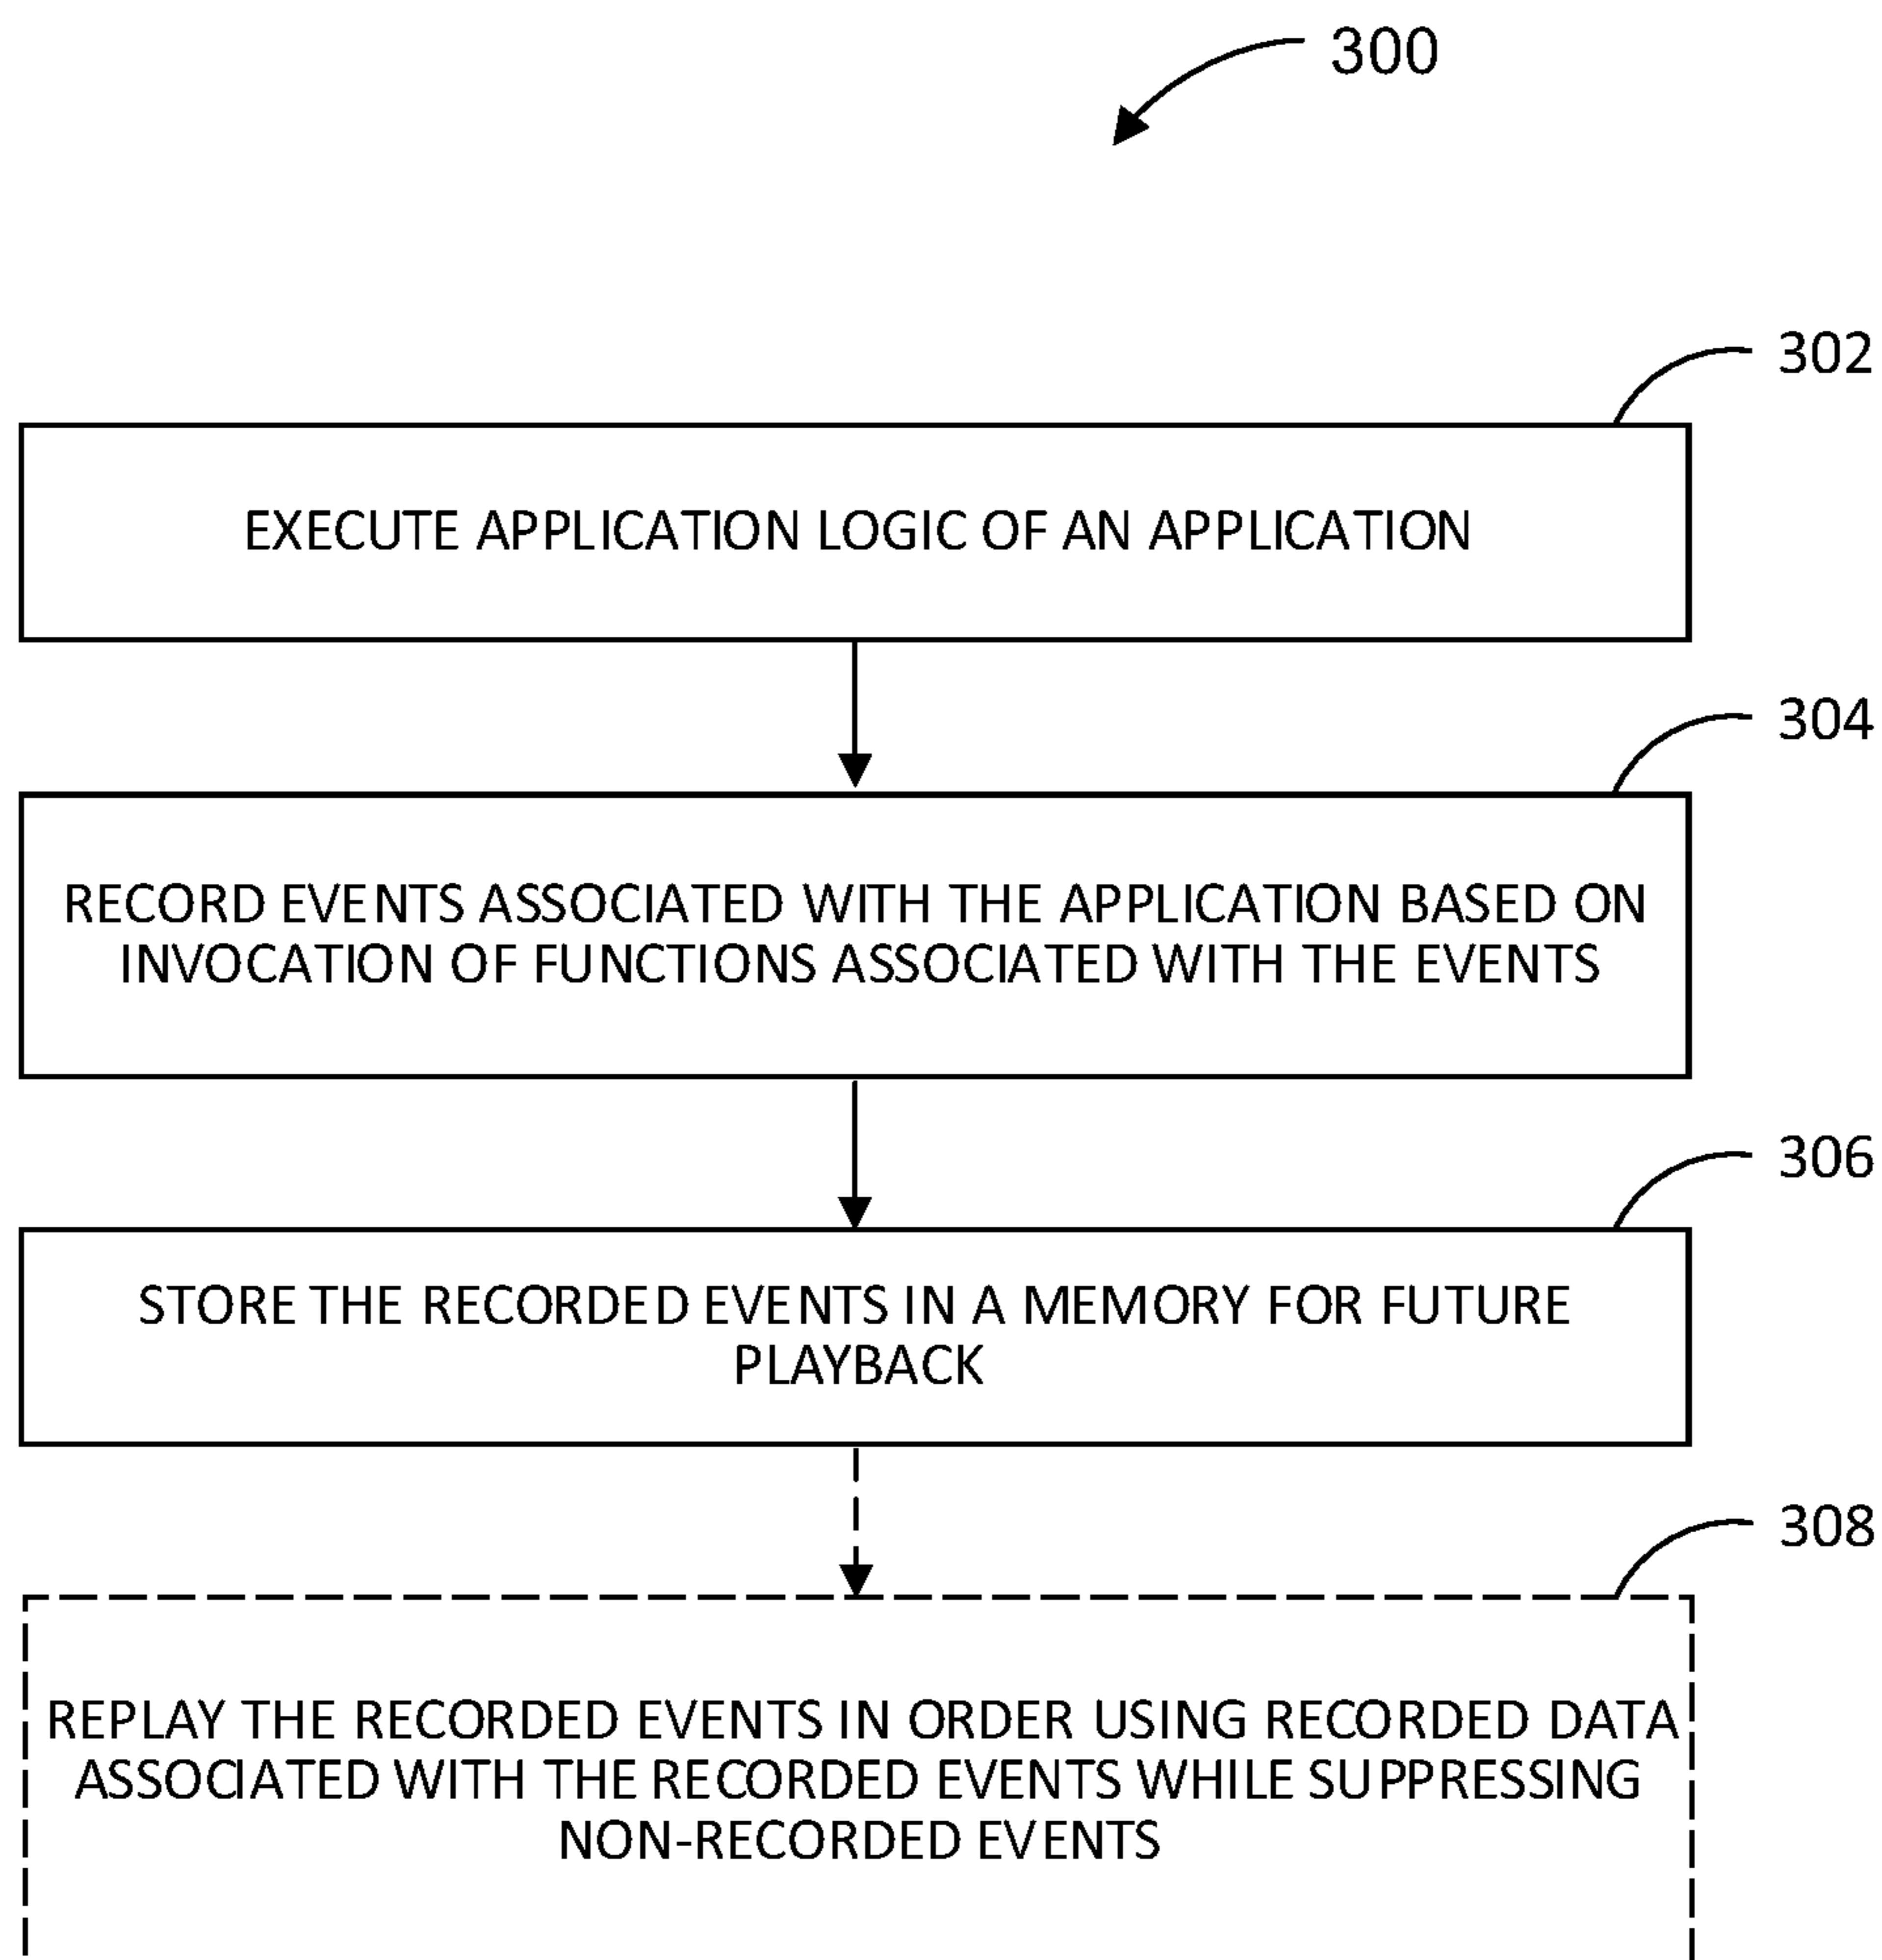 300
302
EXECUTE APPLICATION LOGIC OF AN APPLICATION
304
RECORD EVENTS ASSOCIATED WITH THE APPLICATION BASED ON
INVOCATION OF FUNCTIONS ASSOCIATED WITH THE EVENTS
306
STORE THE RECORDED EVENTS IN A MEMORY FOR FUTURE
PLAYBACK
308
REPLAY THE RECORDED EVENTS IN ORDER USING RECORDED DATA
ASSOCIATED WITH THE RECORDED EVENTS WHILE SUPPRESSING
NON-RECORDED EVENTS